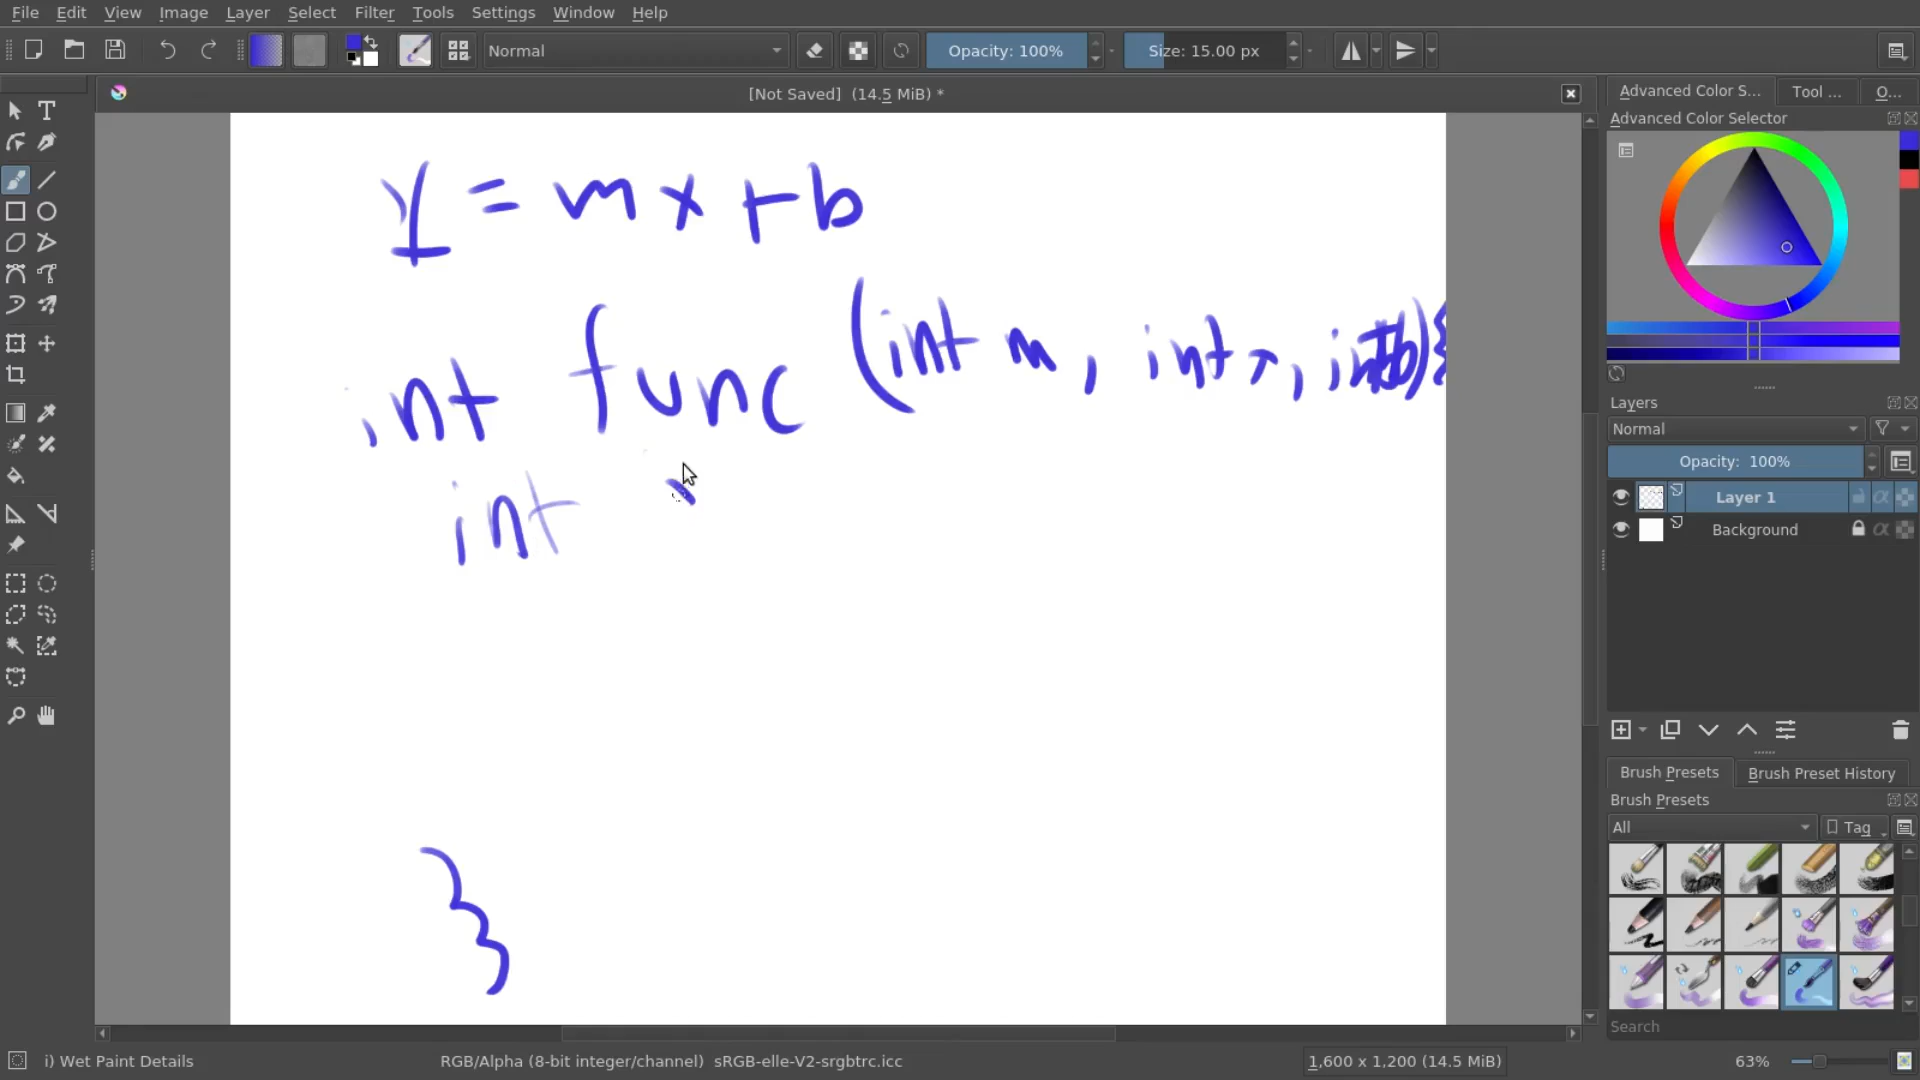 File Edit View Image Layer Select Filter Tools Settings Window Help
Normal Opacity: 100% Size: 15.00 px
[Not Saved] (14.5 MiB) *
Y = mx+b
int func (int m, int x, int b){
int
}
Advanced Color S... Tool ... O...
Advanced Color Selector
Layers
Normal
Opacity: 100%
Layer 1
Background
Brush Presets Brush Preset History
Brush Presets
All Tag
Search
i) Wet Paint Details RGB/Alpha (8-bit integer/channel) sRGB-elle-V2-srgbtrc.icc 1,600 x 1,200 (14.5 MiB) 63%